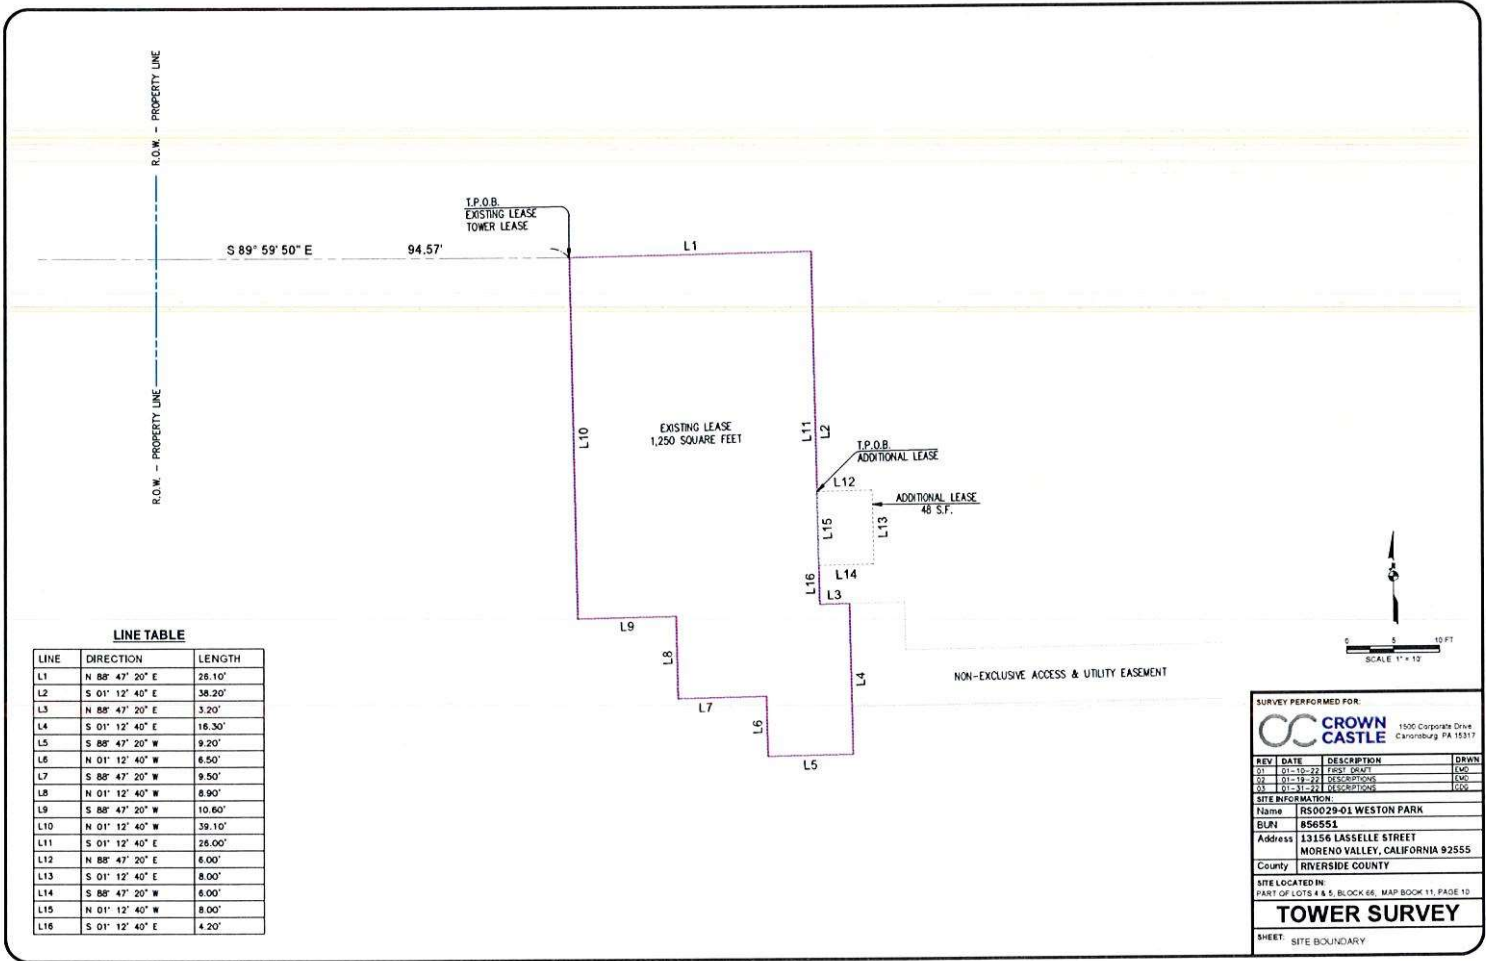 R.O.W. - PROPERTY LINE
R.O.W. - PROPERTY LINE
T.P.O.B.
EXISTING LEASE
TOWER LEASE
S 89° 59' 50" E 94.57'
L1
L10
EXISTING LEASE
1,250 SQUARE FEET
L11
L2
T.P.O.B.
ADDITIONAL LEASE
L12
ADDITIONAL LEASE
48 S.F.
L15
L13
L14
L16
L3
L9
L8
L7
L6
L5
L4
NON-EXCLUSIVE ACCESS & UTILITY EASEMENT
0 5 10 FT
SCALE 1" = 10'
LINE TABLE
LINE DIRECTION LENGTH
L1 N 88° 47' 20" E 26.10'
L2 S 01° 12' 40" E 38.20'
L3 N 88° 47' 20" E 3.20'
L4 S 01° 12' 40" E 16.30'
L5 S 88° 47' 20" W 9.20'
L6 N 01° 12' 40" W 6.50'
L7 S 88° 47' 20" W 9.50'
L8 N 01° 12' 40" W 8.90'
L9 S 88° 47' 20" W 10.60'
L10 N 01° 12' 40" W 39.10'
L11 S 01° 12' 40" E 26.00'
L12 N 88° 47' 20" E 6.00'
L13 S 01° 12' 40" E 8.00'
L14 S 88° 47' 20" W 6.00'
L15 N 01° 12' 40" W 8.00'
L16 S 01° 12' 40" E 4.20'
SURVEY PERFORMED FOR:
CROWN
CASTLE
1500 Corporate Drive
Canonsburg PA 15317
REV DATE DESCRIPTION DRWN
01 01-10-22 FIRST DRAFT EMD
02 01-19-22 DESCRIPTIONS EMD
03 01-31-22 DESCRIPTIONS CDG
SITE INFORMATION:
Name RS0029-01 WESTON PARK
BUN 856551
Address 13156 LASSELLE STREET
MORENO VALLEY, CALIFORNIA 92555
County RIVERSIDE COUNTY
SITE LOCATED IN:
PART OF LOTS 4 & 5, BLOCK 66, MAP BOOK 11, PAGE 10
TOWER SURVEY
SHEET: SITE BOUNDARY